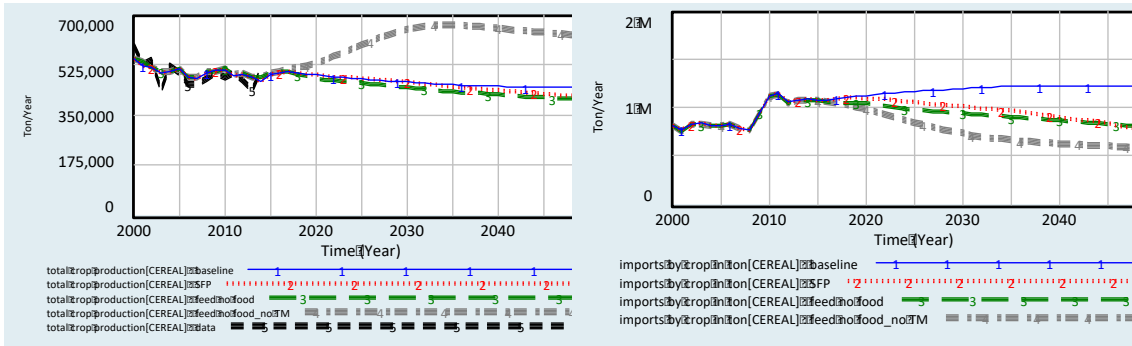 700,000
525,000
350,000
175,000
0
Ton/Year
2000 2010 2020 2030 2040
Time (Year)
total crop production[CEREAL] : baseline
total crop production[CEREAL] : SFP
total crop production[CEREAL] : feed no food
total crop production[CEREAL] : feed no food_no TM
total crop production[CEREAL] : data
2 M
1 M
0
Ton/Year
2000 2010 2020 2030 2040
Time (Year)
imports by crop in ton[CEREAL] : baseline
imports by crop in ton[CEREAL] : SFP
imports by crop in ton[CEREAL] : feed no food
imports by crop in ton[CEREAL] : feed no food_no TM